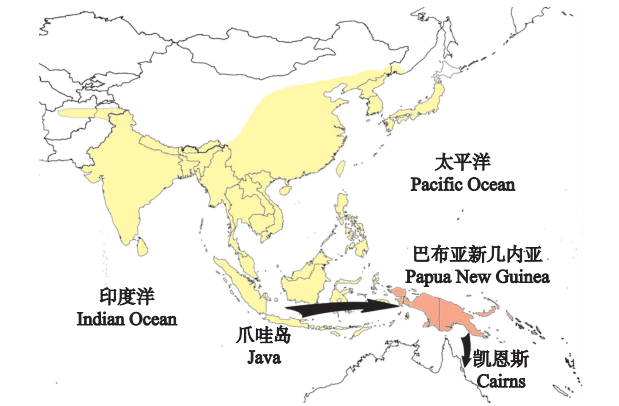 太平洋
Pacific Ocean
巴布亚新几内亚
Papua New Guinea
印度洋
Indian Ocean
爪哇岛
Java
凯恩斯
Cairns